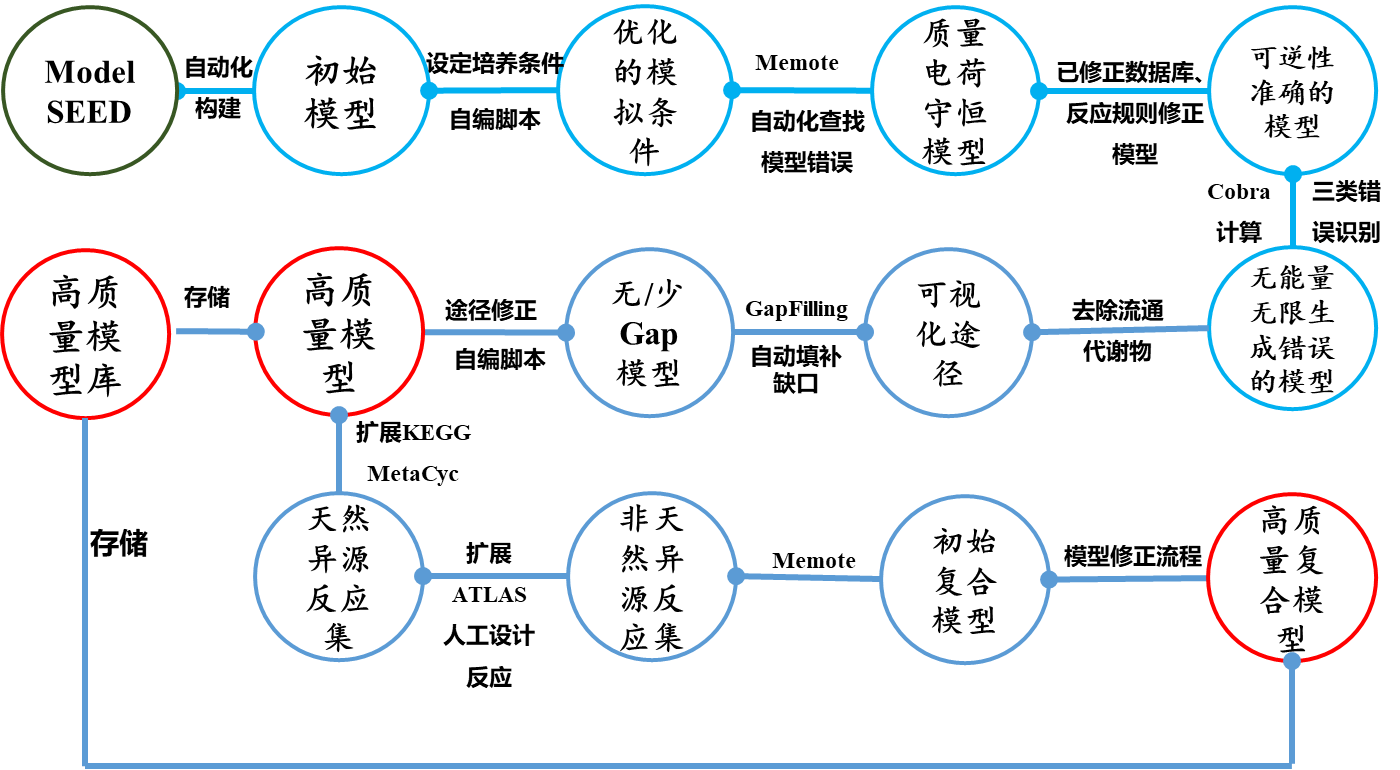 Model
SEED
自动化
构建
初始
模型
设定培养条件
自编脚本
优化
的模
拟条
件
Memote
自动化查找
模型错误
质量
电荷
守恒
模型
已修正数据库、
反应规则修正
模型
可逆性
准确的
模型
Cobra
计算
三类错
误识别
高质
量模
型库
存储
高质
量模
型
途径修正
自编脚本
无/少
Gap
模型
GapFilling
自动填补
缺口
可视
化途
径
去除流通
代谢物
无能量
无限生
成错误
的模型
扩展KEGG
MetaCyc
存储
天然
异源
反应
集
扩展
ATLAS
人工设计
反应
非天
然异
源反
应集
Memote
初始
复合
模型
模型修正流程
高质
量复
合模
型